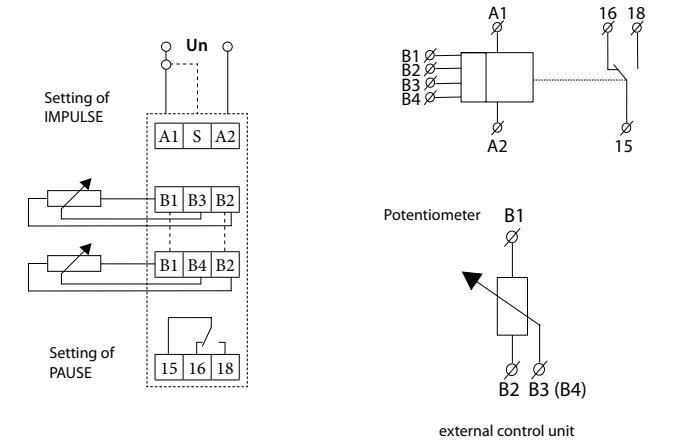 Un
Setting of
IMPULSE
A1 S A2
B1 B3 B2
B1 B4 B2
Setting of
PAUSE
15 16 18
A1
16 18
B1
B2
B3
B4
A2
15
Potentiometer B1
B2 B3 (B4)
external control unit